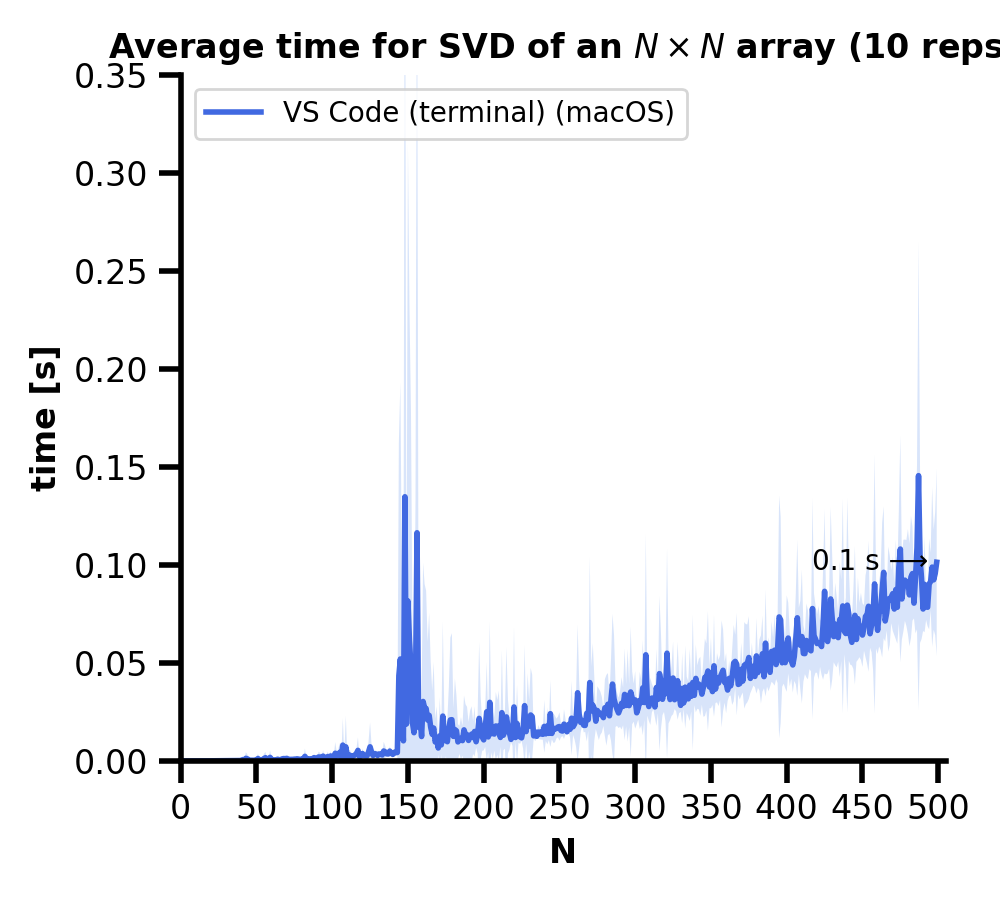 Average time for SVD of an N × N array (10 reps
0.35
VS Code (terminal) (macOS)
0.30
0.25
0.20
0.15
0.10
0.05
0.00
time [s]
0.1 s ⟶
0 50 100 150 200 250 300 350 400 450 500
N